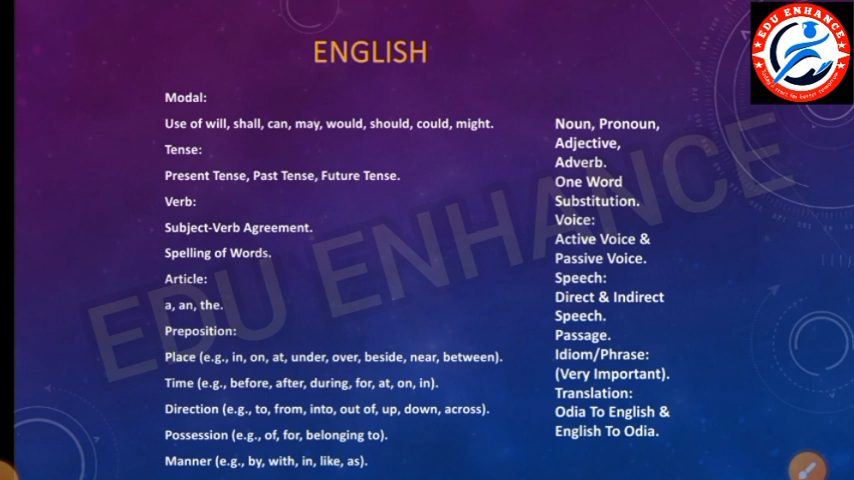 ENGLISH
Modal:
Use of will, shall, can, may, would, should, could, might.
Tense:
Present Tense, Past Tense, Future Tense.
Verb:
Subject-Verb Agreement.
Spelling of Words.
Article:
a, an, the.
Preposition:
Place (e.g., in, on, at, under, over, beside, near, between).
Time (e.g., before, after, during, for, at, on, in).
Direction (e.g., to, from, into, out of, up, down, across).
Possession (e.g., of, for, belonging to).
Manner (e.g., by, with, in, like, as).
Noun, Pronoun,
Adjective,
Adverb.
One Word
Substitution.
Voice:
Active Voice &
Passive Voice.
Speech:
Direct & Indirect
Speech.
Passage.
Idiom/Phrase:
(Very Important).
Translation:
Odia To English &
English To Odia.
EDU ENHANCE
EDU ENHANCE
today's start for better tomorrow